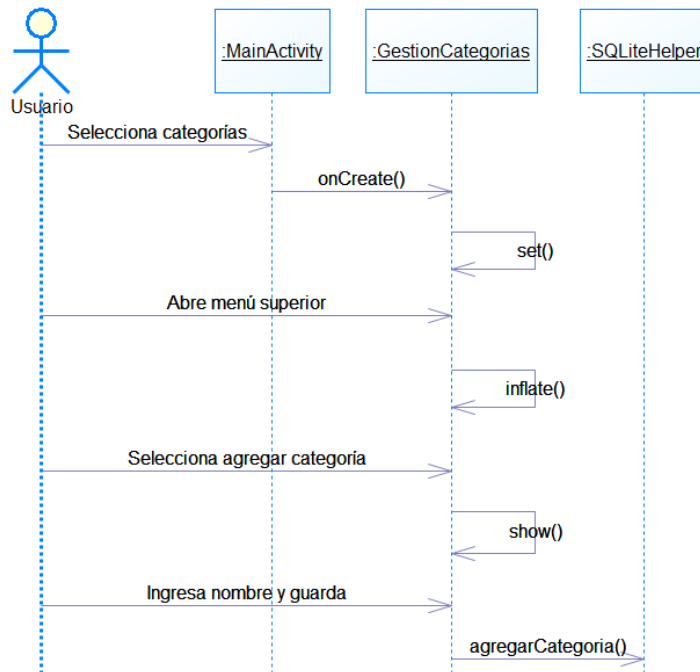 :MainActivity
:GestionCategorias
:SQLiteHelper
Usuario
Selecciona categorías
onCreate()
set()
Abre menú superior
inflate()
Selecciona agregar categoría
show()
Ingresa nombre y guarda
agregarCategoria()